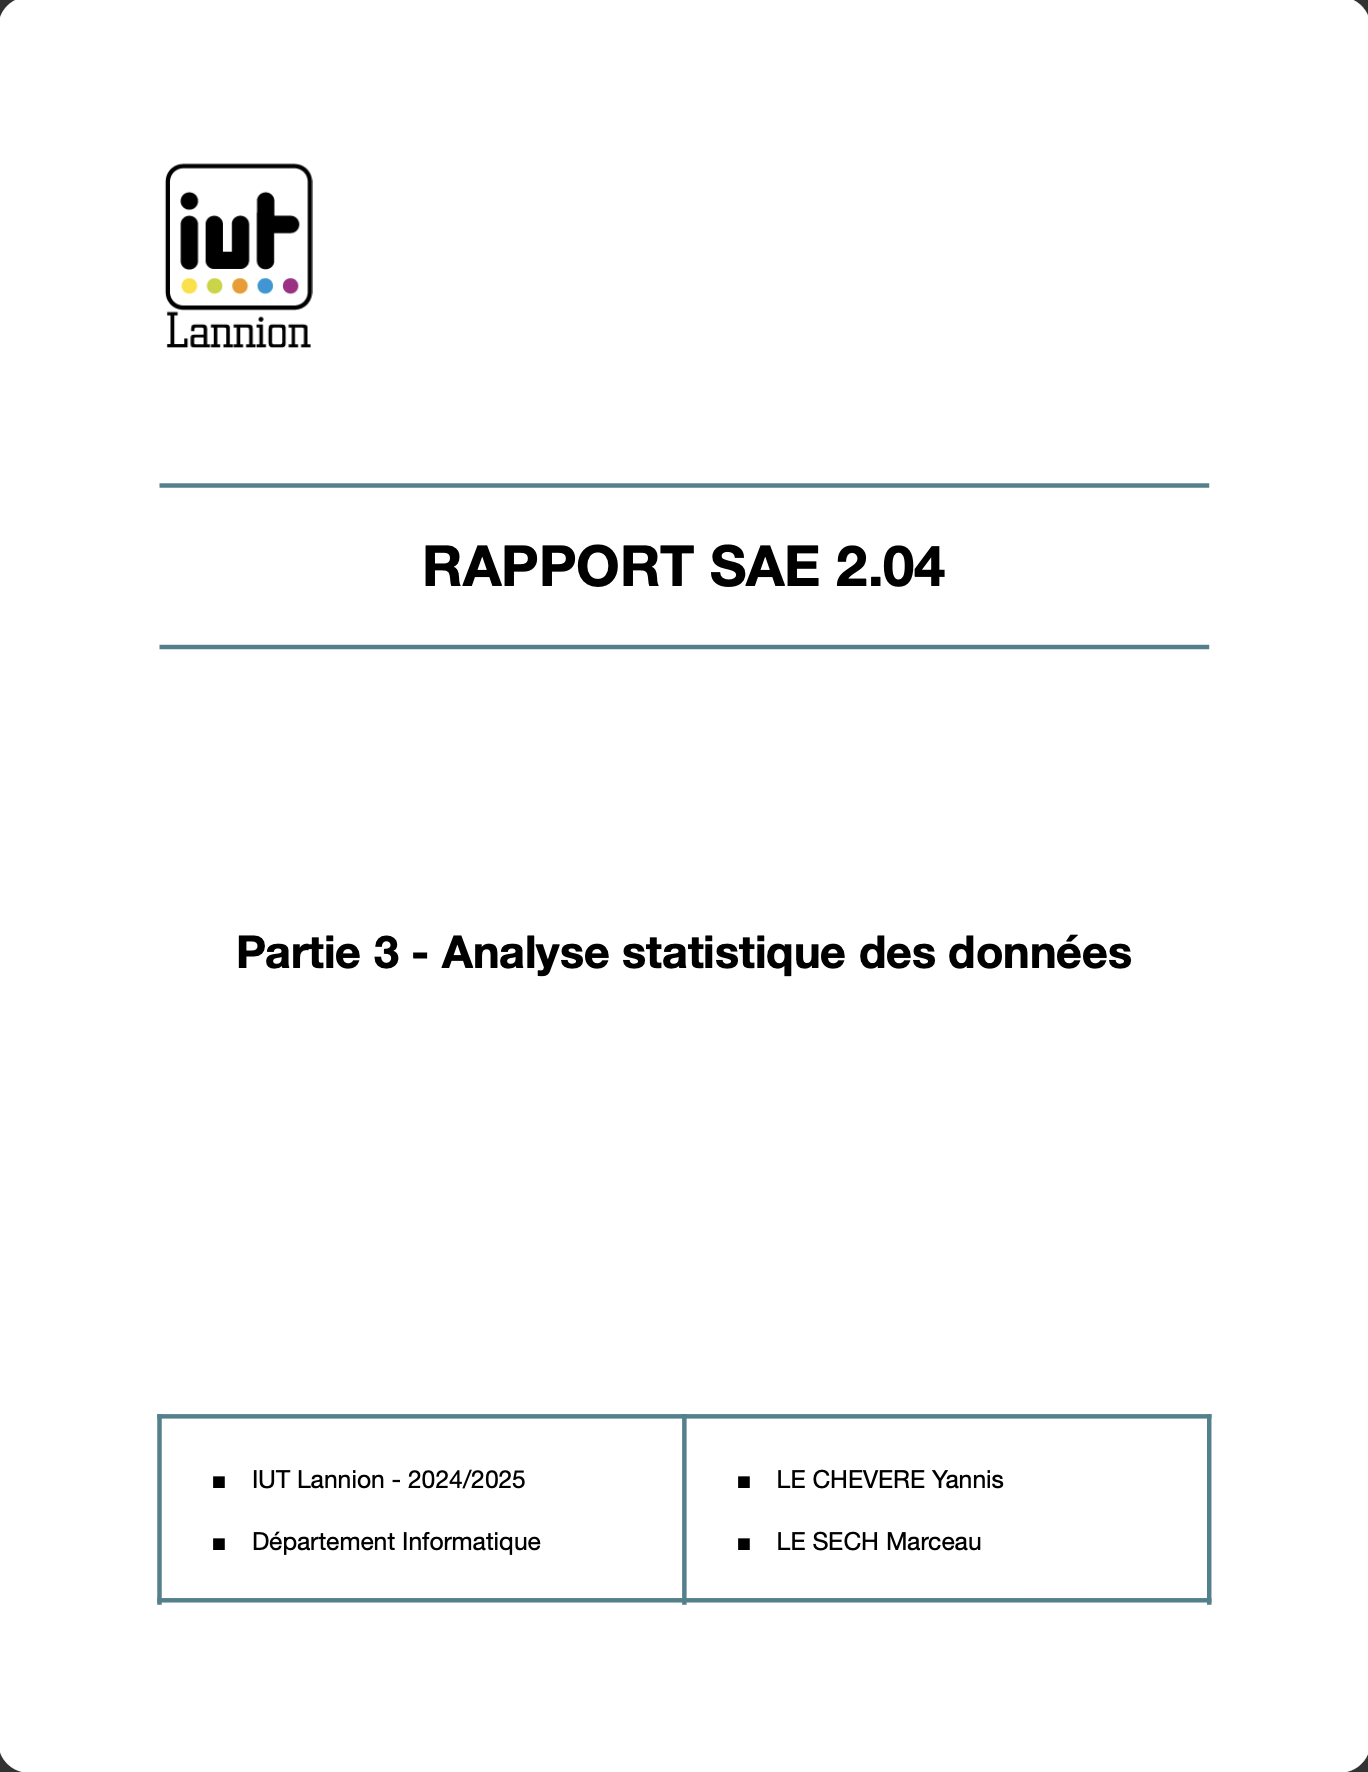 iut
Lannion
RAPPORT SAE 2.04
Partie 3 - Analyse statistique des données
■ IUT Lannion - 2024/2025
■ Département Informatique
■ LE CHEVERE Yannis
■ LE SECH Marceau